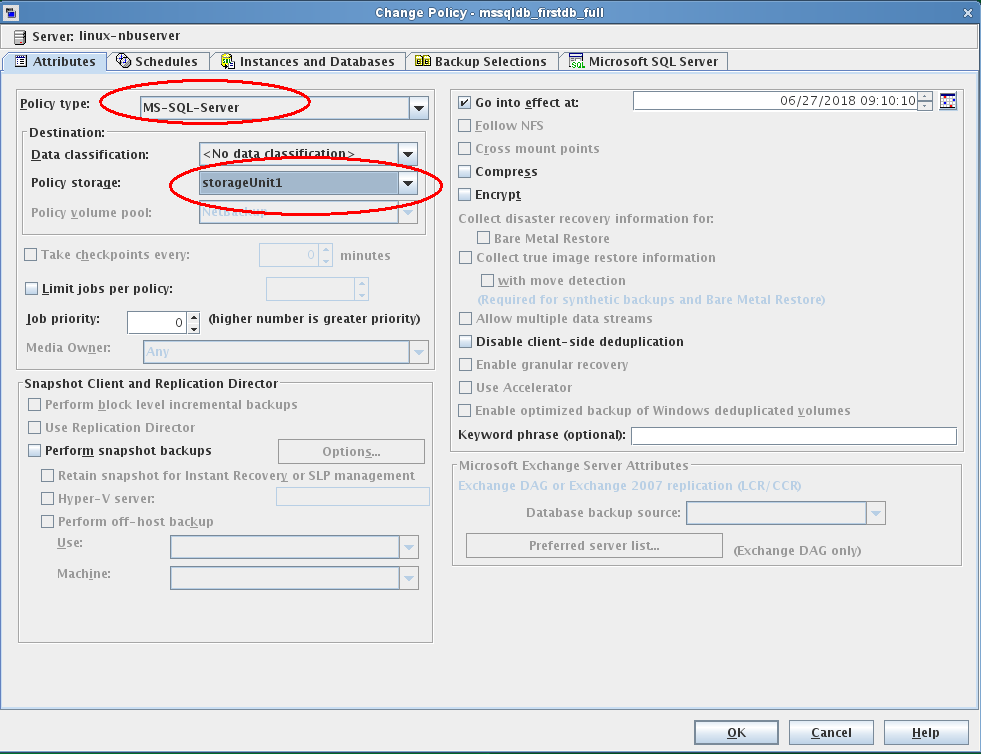 Change Policy - mssqldb_firstdb_full
Server: linux-nbuserver
Attributes
Schedules
Instances and Databases
Backup Selections
Microsoft SQL Server
Policy type:
MS-SQL-Server
Destination:
Data classification:
<No data classification>
Policy storage:
storageUnit1
Policy volume pool:
NetBackup
Take checkpoints every:
0
minutes
Limit jobs per policy:
Job priority:
0
(higher number is greater priority)
Media Owner:
Any
Snapshot Client and Replication Director
Perform block level incremental backups
Use Replication Director
Perform snapshot backups
Options...
Retain snapshot for Instant Recovery or SLP management
Hyper-V server:
Perform off-host backup
Use:
Machine:
Go into effect at:
06/27/2018 09:10:10
Follow NFS
Cross mount points
Compress
Encrypt
Collect disaster recovery information for:
Bare Metal Restore
Collect true image restore information
with move detection
(Required for synthetic backups and Bare Metal Restore)
Allow multiple data streams
Disable client-side deduplication
Enable granular recovery
Use Accelerator
Enable optimized backup of Windows deduplicated volumes
Keyword phrase (optional):
Microsoft Exchange Server Attributes
Exchange DAG or Exchange 2007 replication (LCR/CCR)
Database backup source:
Preferred server list...
(Exchange DAG only)
OK
Cancel
Help